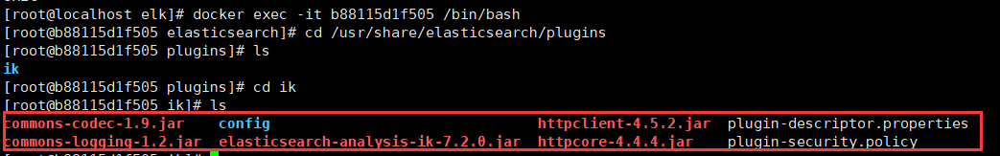 [root@localhost elk]# docker exec -it b88115d1f505 /bin/bash
[root@b88115d1f505 elasticsearch]# cd /usr/share/elasticsearch/plugins
[root@b88115d1f505 plugins]# ls
ik
[root@b88115d1f505 plugins]# cd ik
[root@b88115d1f505 ik]# ls
commons-codec-1.9.jar config httpclient-4.5.2.jar plugin-descriptor.properties
commons-logging-1.2.jar elasticsearch-analysis-ik-7.2.0.jar httpcore-4.4.4.jar plugin-security.policy